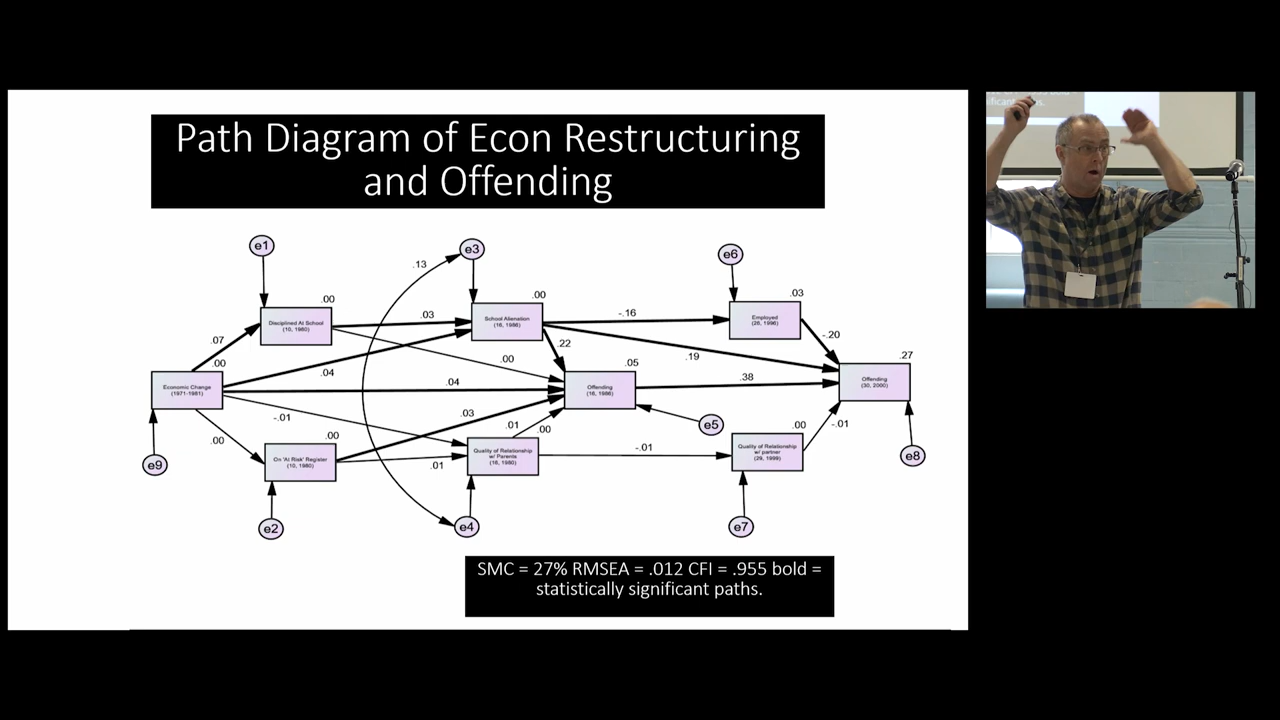 Path Diagram of Econ Restructuring
and Offending
e1
e3
e6
.13
.00
.00
.03
Disciplined At School
(10, 1980)
.03
School Alienation
(16, 1986)
-.16
Employed
(26, 1996)
.07
.22
-.20
.00
.04
.00
.05
.19
.27
Economic Change
(1971-1981)
.04
Offending
(16, 1986)
.38
Offending
(30, 2000)
-.01
.03
.01
.00
e5
.00
-.01
.00
.00
e9
On 'At Risk' Register
(10, 1980)
.01
Quality of Relationship
w/ Parents
(16, 1980)
-.01
Quality of Relationship
w/ partner
(29, 1999)
e8
e2
e4
e7
SMC = 27% RMSEA = .012 CFI = .955 bold =
statistically significant paths.